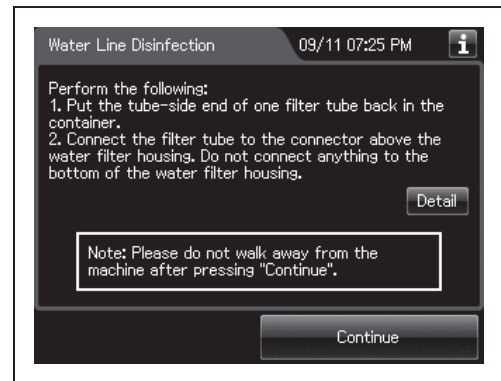 Water Line Disinfection
09/11 07:25 PM
i
Perform the following:
1. Put the tube-side end of one filter tube back in the
container.
2. Connect the filter tube to the connector above the
water filter housing. Do not connect anything to the
bottom of the water filter housing.
Detail
Note: Please do not walk away from the
machine after pressing "Continue".
Continue